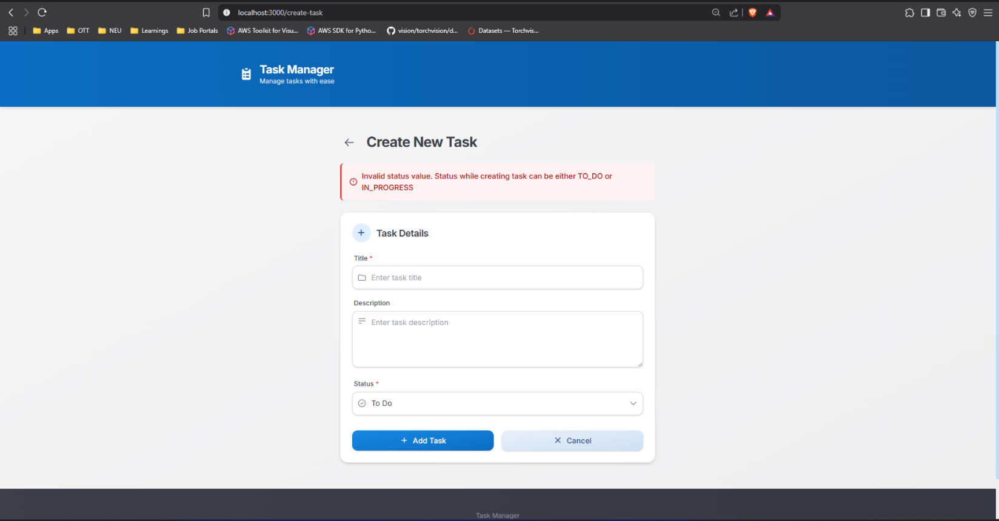 localhost:3000/create-task
Apps OTT NEU Learnings Job Portals AWS Toolkit for Visu... AWS SDK for Pytho... vision/torchvision/d... Datasets — Torchvis...
Task Manager
Manage tasks with ease
Create New Task
Invalid status value. Status while creating task can be either TO_DO or
IN_PROGRESS
Task Details
Title *
Enter task title
Description
Enter task description
Status *
To Do
Add Task Cancel
Task Manager